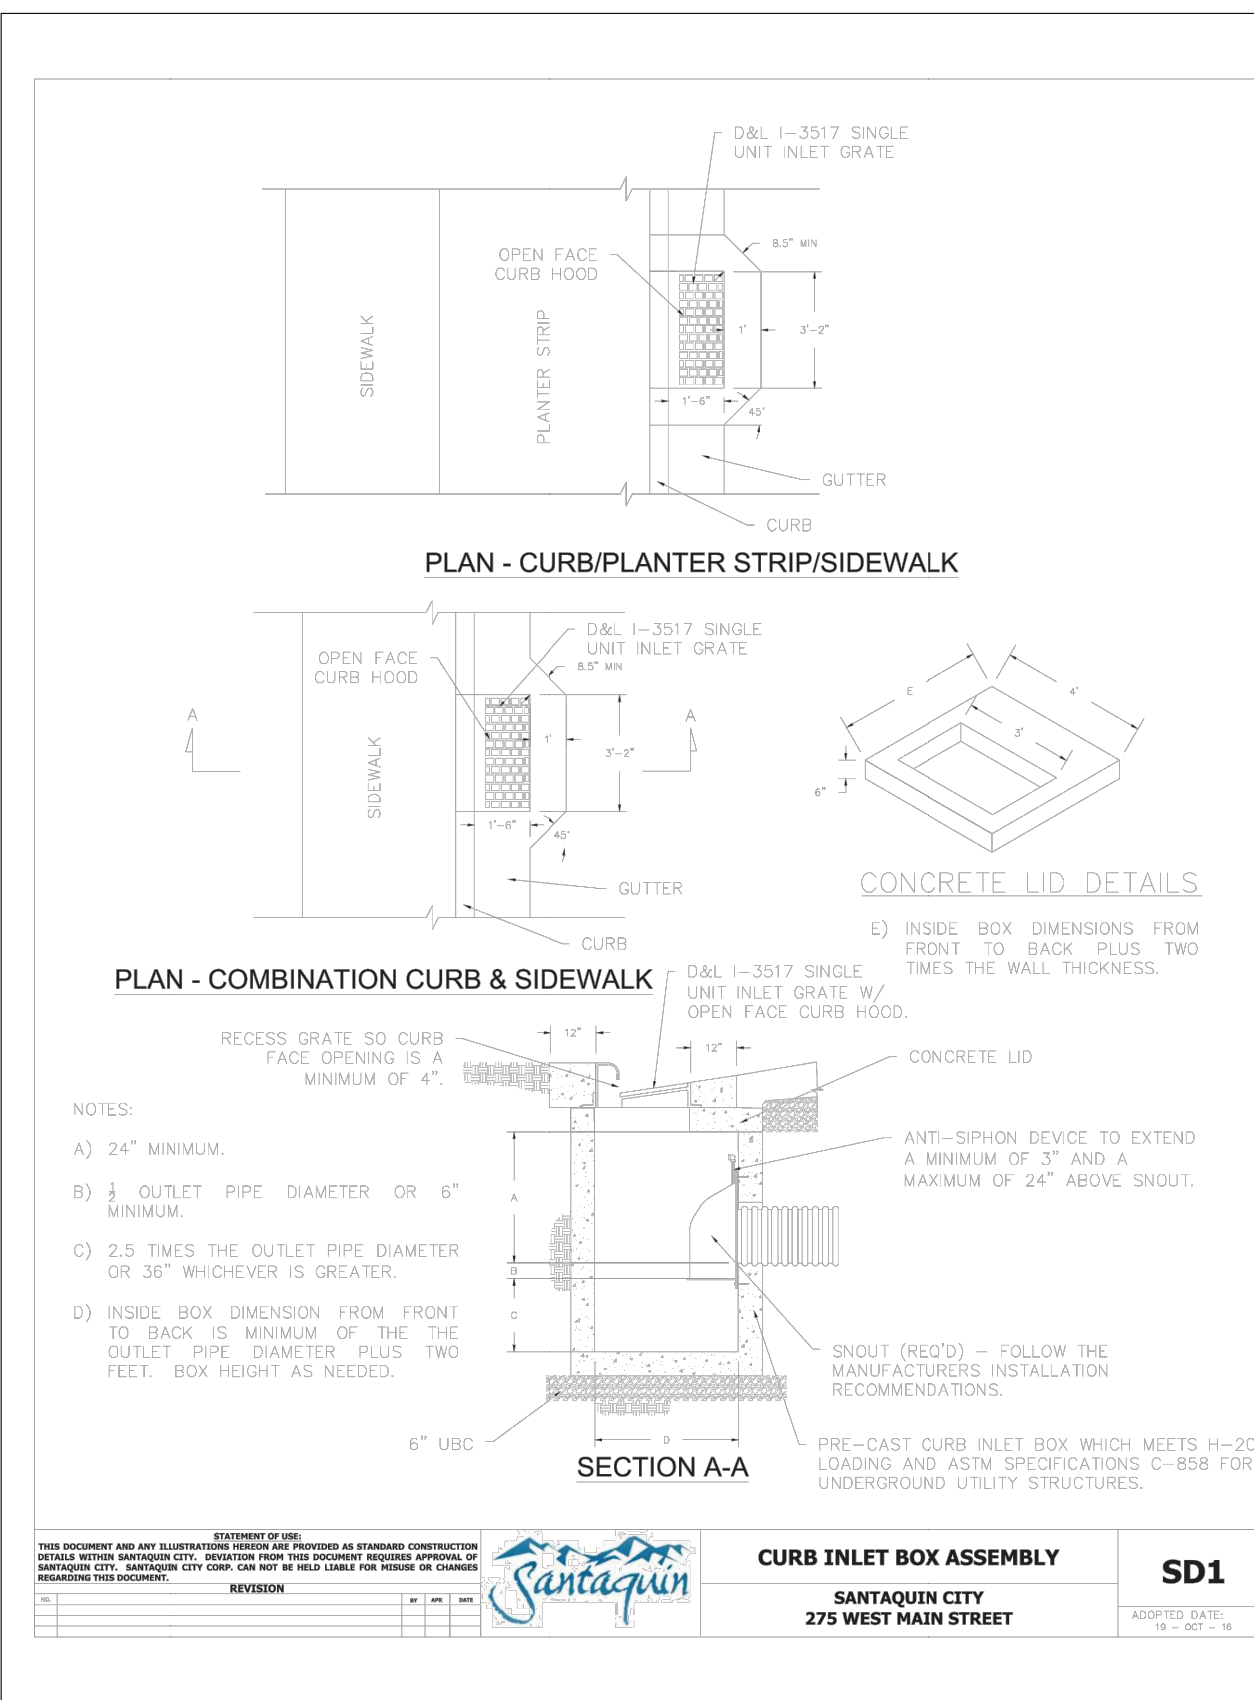 D&L I-3517 SINGLE
UNIT INLET GRATE
8.5" MIN
OPEN FACE
CURB HOOD
SIDEWALK
PLANTER STRIP
1'
3'-2"
1'-6"
45°
GUTTER
CURB
PLAN - CURB/PLANTER STRIP/SIDEWALK
D&L I-3517 SINGLE
UNIT INLET GRATE
8.5" MIN
OPEN FACE
CURB HOOD
A
A
SIDEWALK
1'
3'-2"
1'-6"
45°
GUTTER
CURB
PLAN - COMBINATION CURB & SIDEWALK
E
4'
3'
6"
CONCRETE LID DETAILS
E) INSIDE BOX DIMENSIONS FROM
FRONT TO BACK PLUS TWO
TIMES THE WALL THICKNESS.
D&L I-3517 SINGLE
UNIT INLET GRATE W/
OPEN FACE CURB HOOD.
RECESS GRATE SO CURB
FACE OPENING IS A
MINIMUM OF 4".
12"
12"
CONCRETE LID
NOTES:
A) 24" MINIMUM.
B) ½ OUTLET PIPE DIAMETER OR 6"
MINIMUM.
C) 2.5 TIMES THE OUTLET PIPE DIAMETER
OR 36" WHICHEVER IS GREATER.
D) INSIDE BOX DIMENSION FROM FRONT
TO BACK IS MINIMUM OF THE THE
OUTLET PIPE DIAMETER PLUS TWO
FEET. BOX HEIGHT AS NEEDED.
ANTI-SIPHON DEVICE TO EXTEND
A MINIMUM OF 3" AND A
MAXIMUM OF 24" ABOVE SNOUT.
A
B
C
D
SNOUT (REQ'D) - FOLLOW THE
MANUFACTURERS INSTALLATION
RECOMMENDATIONS.
6" UBC
PRE-CAST CURB INLET BOX WHICH MEETS H-20
LOADING AND ASTM SPECIFICATIONS C-858 FOR
UNDERGROUND UTILITY STRUCTURES.
SECTION A-A
STATEMENT OF USE:
THIS DOCUMENT AND ANY ILLUSTRATIONS HEREON ARE PROVIDED AS STANDARD CONSTRUCTION
DETAILS WITHIN SANTAQUIN CITY. DEVIATION FROM THIS DOCUMENT REQUIRES APPROVAL OF
SANTAQUIN CITY. SANTAQUIN CITY CORP. CAN NOT BE HELD LIABLE FOR MISUSE OR CHANGES
REGARDING THIS DOCUMENT.
REVISION
NO. BY APR. DATE
Santaquin
CURB INLET BOX ASSEMBLY
SANTAQUIN CITY
275 WEST MAIN STREET
SD1
ADOPTED DATE:
19 - OCT - 16